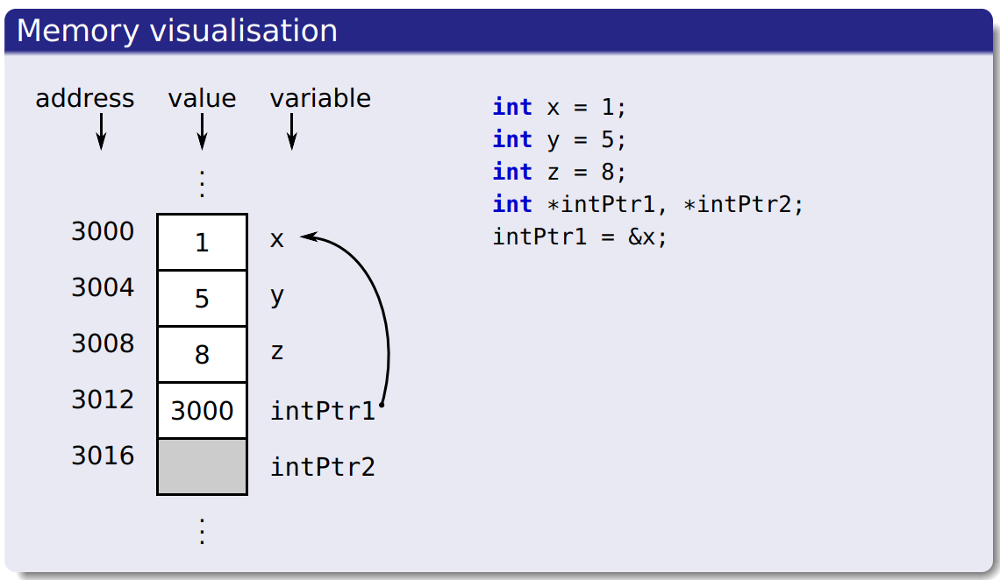 Memory visualisation
address value variable
⋮
3000 1 x
3004 5 y
3008 8 z
3012 3000 intPtr1
3016 intPtr2
⋮
int x = 1;
int y = 5;
int z = 8;
int *intPtr1, *intPtr2;
intPtr1 = &x;